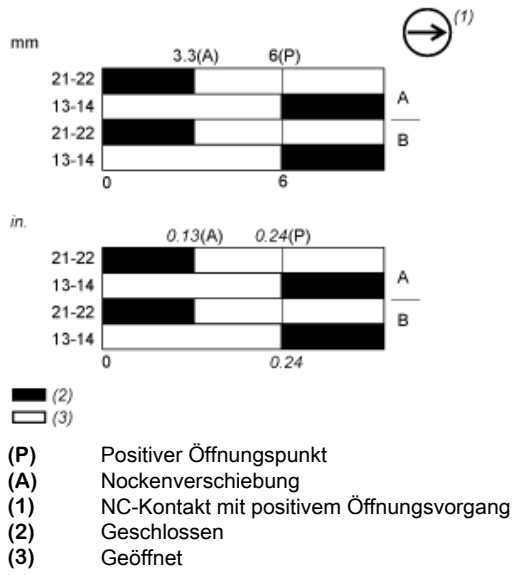 (1)
mm
3.3(A) 6(P)
21-22
13-14 A
21-22
13-14 B
0 6
in.
0.13(A) 0.24(P)
21-22
13-14 A
21-22
13-14 B
0 0.24
(2)
(3)
(P) Positiver Öffnungspunkt
(A) Nockenverschiebung
(1) NC-Kontakt mit positivem Öffnungsvorgang
(2) Geschlossen
(3) Geöffnet